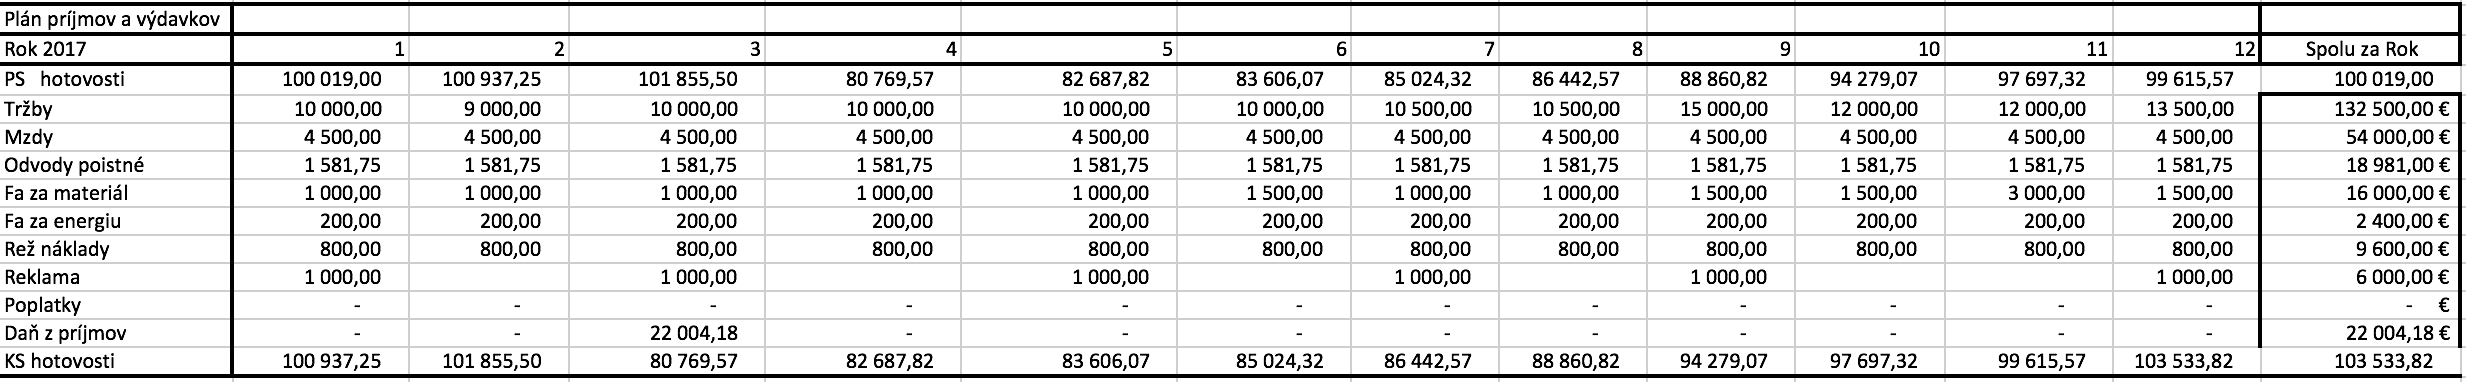 Plán príjmov a výdavkov
Rok 2017 1 2 3 4 5 6 7 8 9 10 11 12 Spolu za Rok
PS hotovosti 100 019,00 100 937,25 101 855,50 80 769,57 82 687,82 83 606,07 85 024,32 86 442,57 88 860,82 94 279,07 97 697,32 99 615,57 100 019,00
Tržby 10 000,00 9 000,00 10 000,00 10 000,00 10 000,00 10 000,00 10 500,00 10 500,00 15 000,00 12 000,00 12 000,00 13 500,00 132 500,00 €
Mzdy 4 500,00 4 500,00 4 500,00 4 500,00 4 500,00 4 500,00 4 500,00 4 500,00 4 500,00 4 500,00 4 500,00 4 500,00 54 000,00 €
Odvody poistné 1 581,75 1 581,75 1 581,75 1 581,75 1 581,75 1 581,75 1 581,75 1 581,75 1 581,75 1 581,75 1 581,75 1 581,75 18 981,00 €
Fa za materiál 1 000,00 1 000,00 1 000,00 1 000,00 1 000,00 1 500,00 1 000,00 1 000,00 1 500,00 1 500,00 3 000,00 1 500,00 16 000,00 €
Fa za energiu 200,00 200,00 200,00 200,00 200,00 200,00 200,00 200,00 200,00 200,00 200,00 200,00 2 400,00 €
Rež náklady 800,00 800,00 800,00 800,00 800,00 800,00 800,00 800,00 800,00 800,00 800,00 800,00 9 600,00 €
Reklama 1 000,00 1 000,00 1 000,00 1 000,00 1 000,00 1 000,00 6 000,00 €
Poplatky - - - - - - - - - - - - - €
Daň z príjmov - - 22 004,18 - - - - - - - - - 22 004,18 €
KS hotovosti 100 937,25 101 855,50 80 769,57 82 687,82 83 606,07 85 024,32 86 442,57 88 860,82 94 279,07 97 697,32 99 615,57 103 533,82 103 533,82